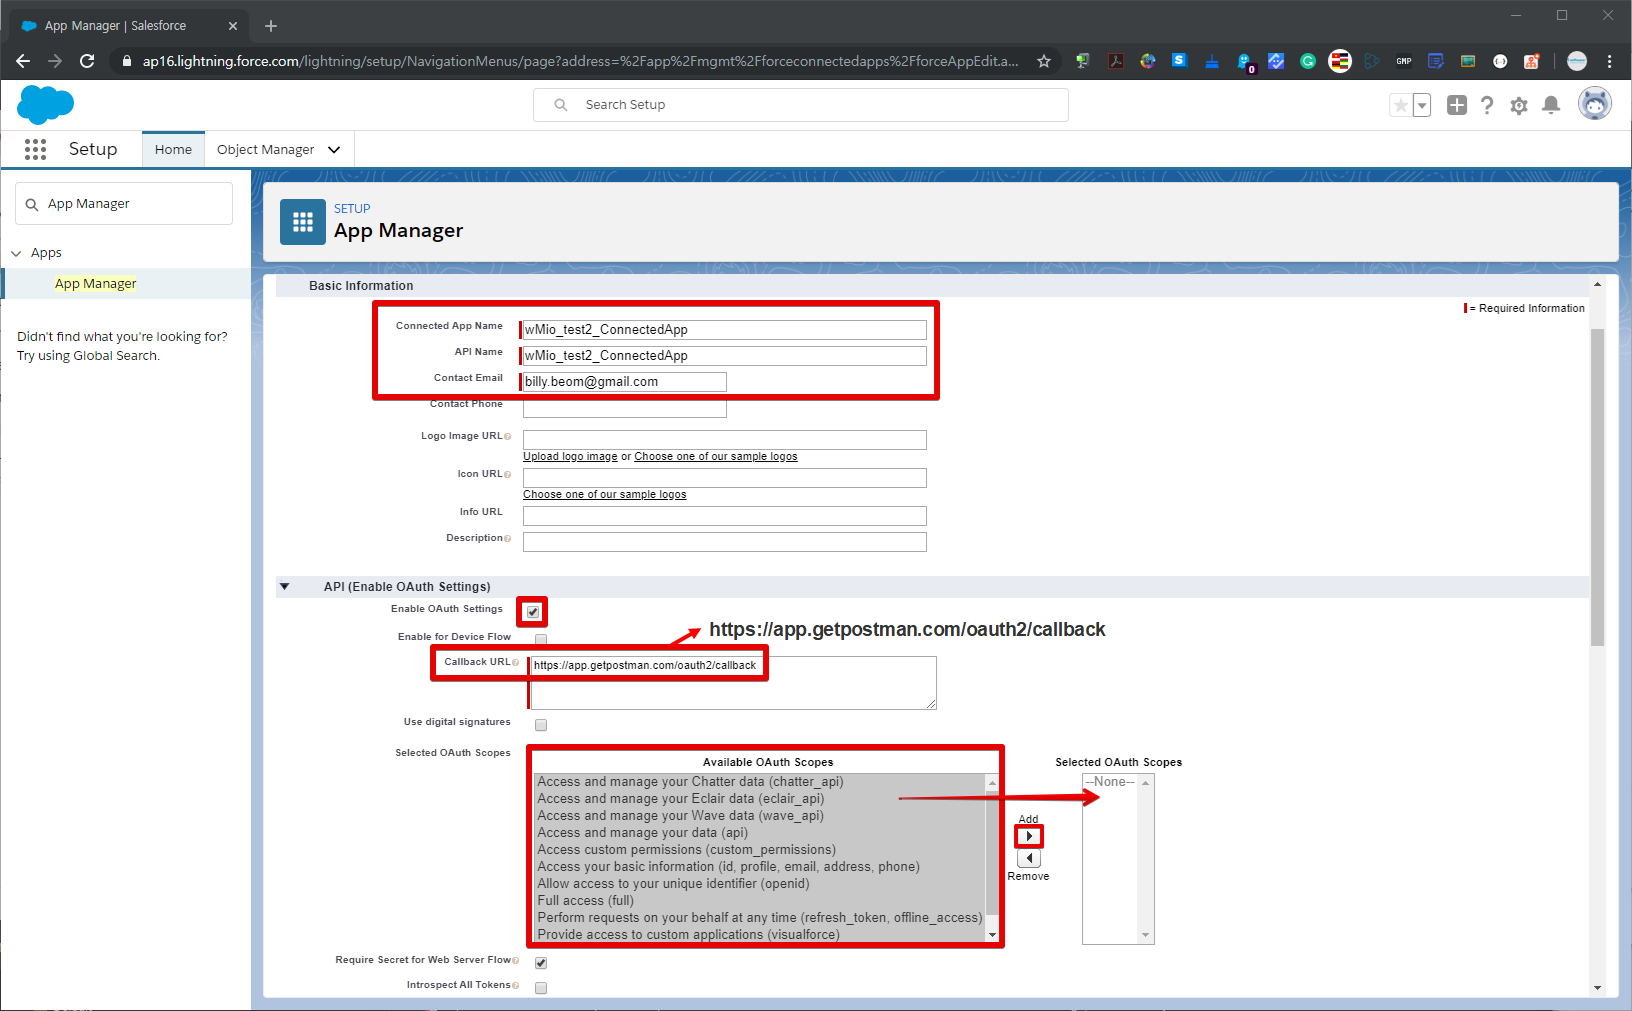 App Manager | Salesforce
ap16.lightning.force.com/lightning/setup/NavigationMenus/page?address=%2Fapp%2Fmgmt%2Fforceconnectedapps%2FforceAppEdit.a...
S
0
G
GMP
Search Setup
Setup
Home
Object Manager
App Manager
Apps
App Manager
Didn't find what you're looking for?
Try using Global Search.
SETUP
App Manager
Basic Information
= Required Information
Connected App Name wMio_test2_ConnectedApp
API Name wMio_test2_ConnectedApp
Contact Email billy.beom@gmail.com
Contact Phone
Logo Image URL
Upload logo image or Choose one of our sample logos
Icon URL
Choose one of our sample logos
Info URL
Description
API (Enable OAuth Settings)
Enable OAuth Settings
https://app.getpostman.com/oauth2/callback
Enable for Device Flow
Callback URL https://app.getpostman.com/oauth2/callback
Use digital signatures
Selected OAuth Scopes
Available OAuth Scopes
Selected OAuth Scopes
Access and manage your Chatter data (chatter_api)
Access and manage your Eclair data (eclair_api)
Access and manage your Wave data (wave_api)
Access and manage your data (api)
Access custom permissions (custom_permissions)
Access your basic information (id, profile, email, address, phone)
Allow access to your unique identifier (openid)
Full access (full)
Perform requests on your behalf at any time (refresh_token, offline_access)
Provide access to custom applications (visualforce)
Add
Remove
--None--
Require Secret for Web Server Flow
Introspect All Tokens